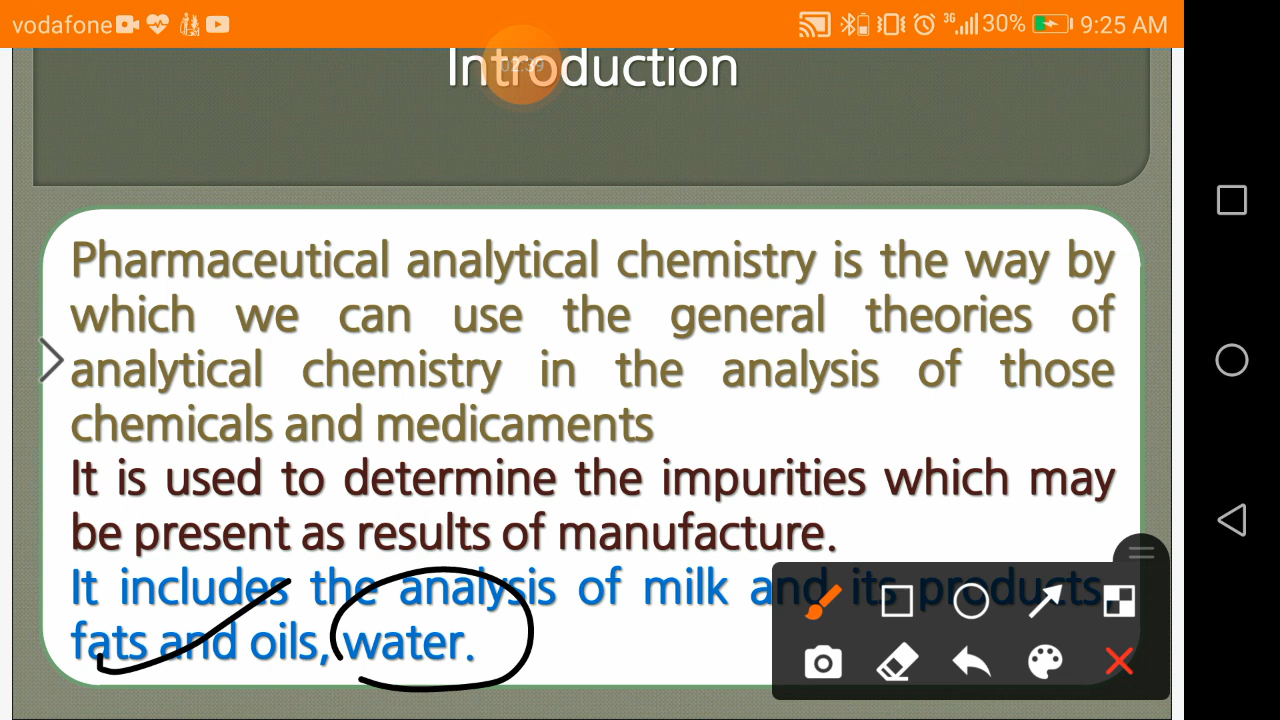 vodafone 3G 30% 9:25 AM
Introduction
02:39
Pharmaceutical analytical chemistry is the way by
which we can use the general theories of
analytical chemistry in the analysis of those
chemicals and medicaments
It is used to determine the impurities which may
be present as results of manufacture.
It includes the analysis of milk and its products,
fats and oils, water.